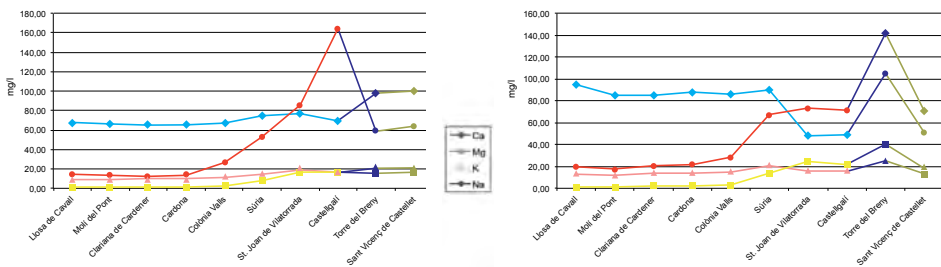 180,00
160,00
140,00
120,00
100,00
80,00
60,00
40,00
20,00
0,00
mg/l
Llosa de Cavall
Molí del Pont
Clariana de Cardener
Cardona
Colònia Valls
Súria
St. Joan de Vilatorrada
Castellgalí
Torre del Breny
Sant Vicenç de Castellet
Ca
Mg
K
Na
160,00
140,00
120,00
100,00
80,00
60,00
40,00
20,00
0,00
mg/l
Llosa de Cavall
Molí del Pont
Clariana de Cardener
Cardona
Colònia Valls
Súria
St. Joan de Vilatorrada
Castellgalí
Torre del Breny
Sant Vicenç de Castellet